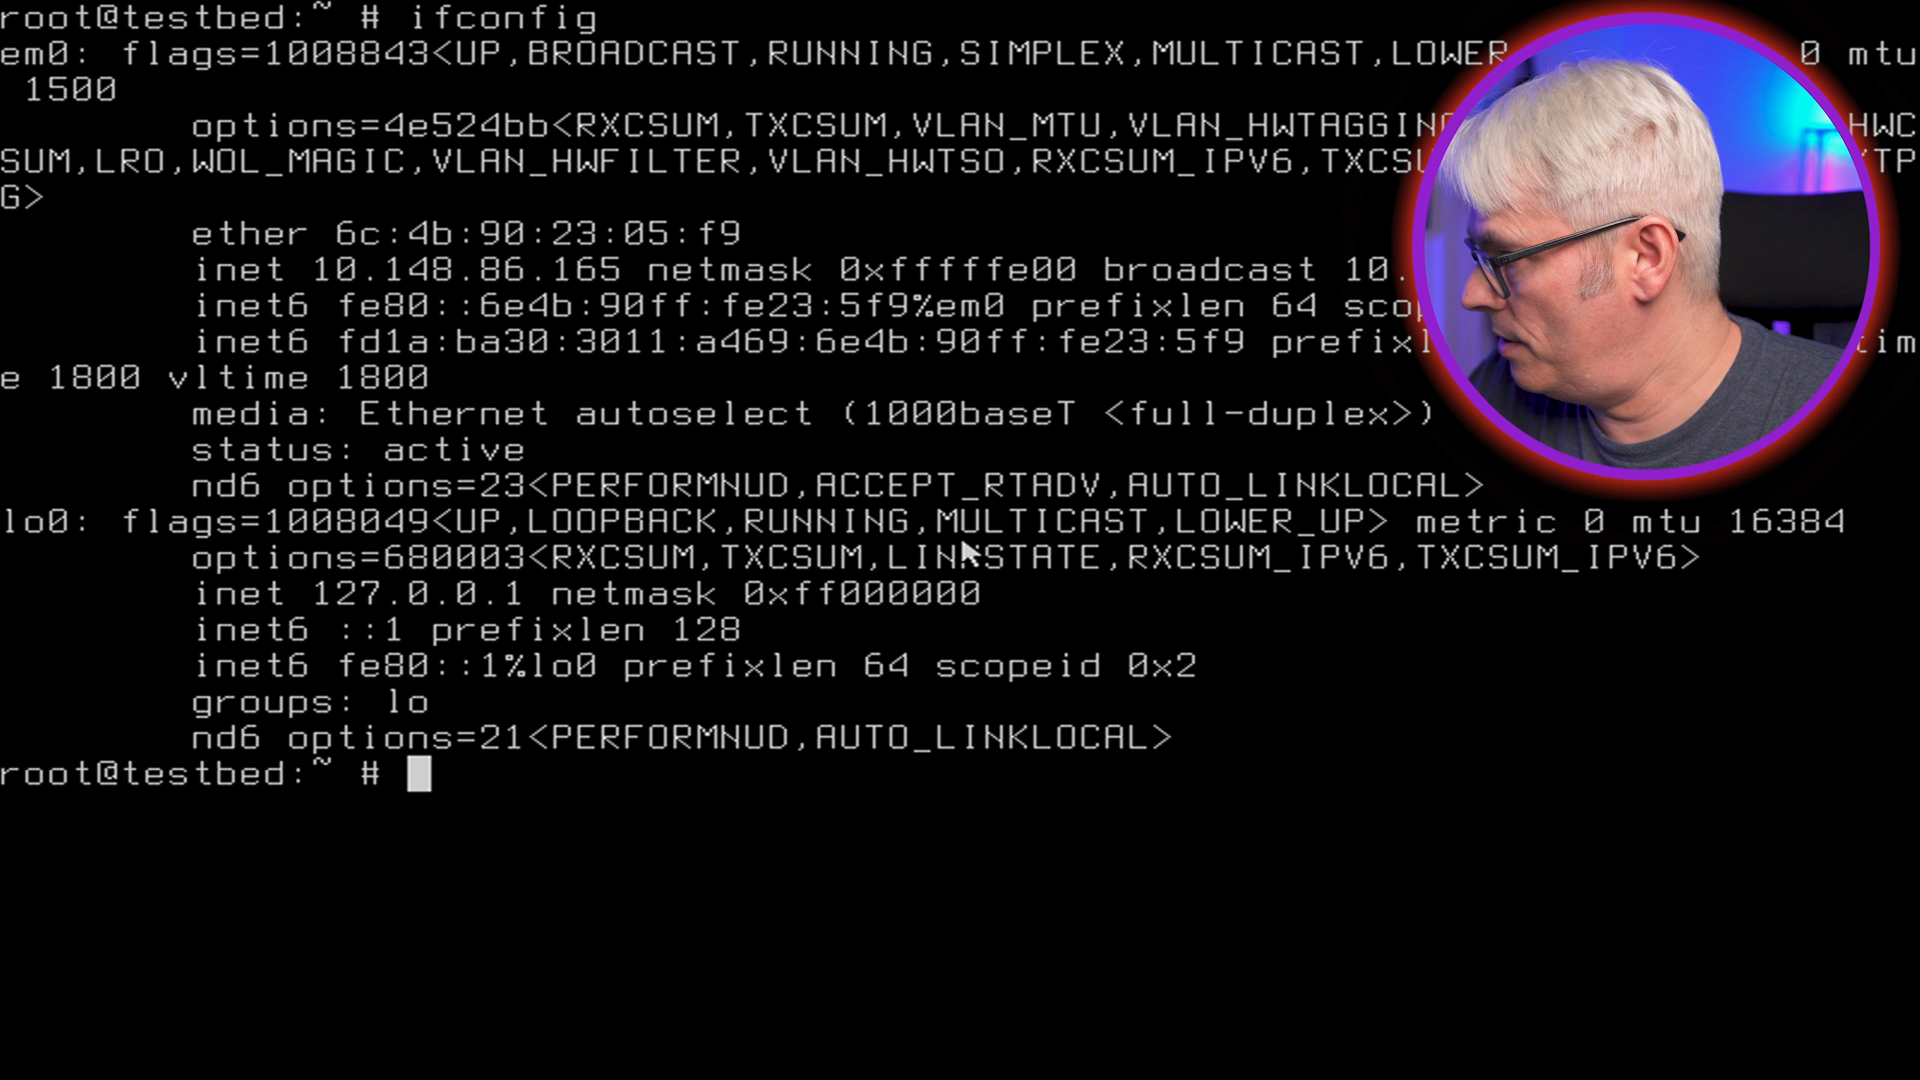 root@testbed:~ # ifconfig
em0: flags=1008843<UP,BROADCAST,RUNNING,SIMPLEX,MULTICAST,LOWER 0 mtu
1500
options=4e524bb<RXCSUM,TXCSUM,VLAN_MTU,VLAN_HWTAGGING HWC
SUM,LRO,WOL_MAGIC,VLAN_HWFILTER,VLAN_HWTSO,RXCSUM_IPV6 TP
G>
ether 6c:4b:90:23:05:f9
inet 10.148.86.165 netmask 0xfffffe00 broadcast 10.
inet6 fe80::6e4b:90ff:fe23:5f9%em0 prefixlen 64
inet6 fd1a:ba30:3011:a469:6e4b:90ff:fe23:5f9 tim
e 1800 vltime 1800
media: Ethernet autoselect (1000baseT <full-duplex>)
status: active
nd6 options=23<PERFORMNUD,ACCEPT_RTADV,AUTO_LINKLOCAL>
lo0: flags=1008049<UP,LOOPBACK,RUNNING,MULTICAST,LOWER_UP> metric 0 mtu 16384
options=680003<RXCSUM,TXCSUM,LINKSTATE,RXCSUM_IPV6,TXCSUM_IPV6>
inet 127.0.0.1 netmask 0xff000000
inet6 ::1 prefixlen 128
inet6 fe80::1%lo0 prefixlen 64 scopeid 0x2
groups: lo
nd6 options=21<PERFORMNUD,AUTO_LINKLOCAL>
root@testbed:~ #